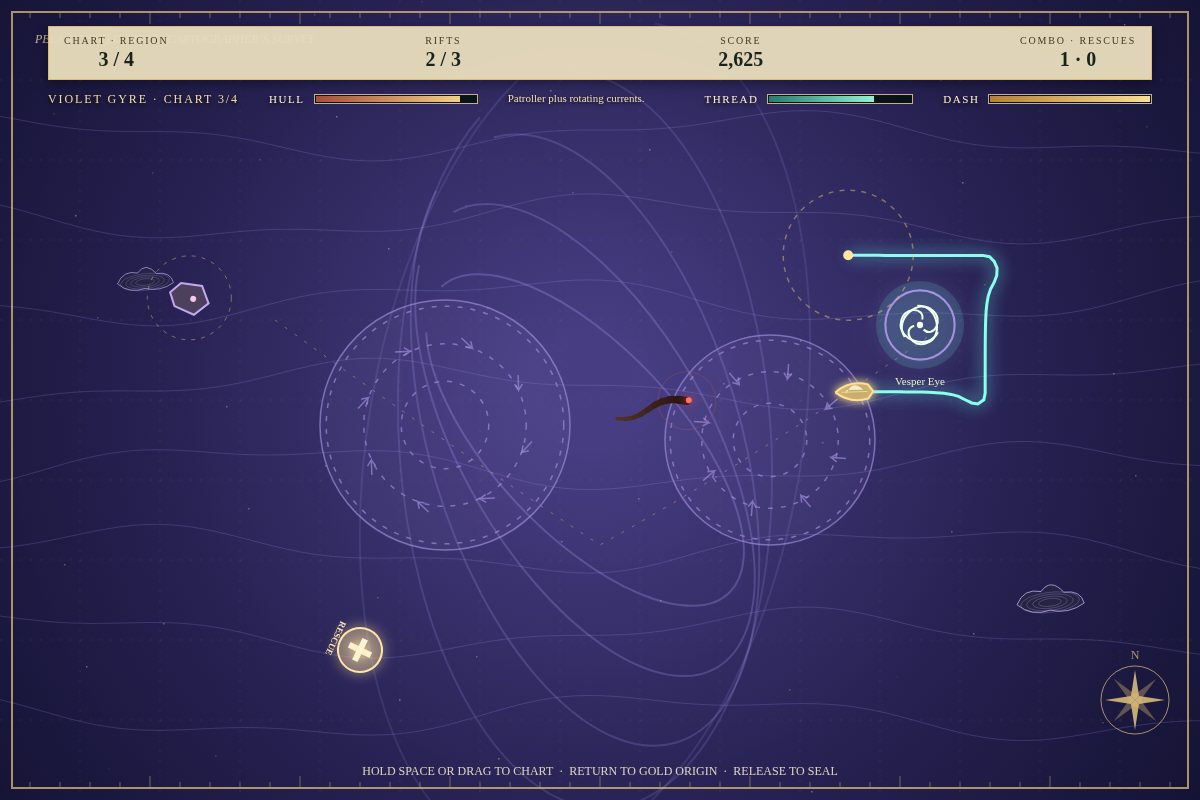 CHART · REGION
3 / 4
RIFTS
2 / 3
SCORE
2,625
COMBO · RESCUES
1 · 0
VIOLET GYRE · CHART 3/4
HULL
Patroller plus rotating currents.
THREAD
DASH
Vesper Eye
RESCUE
N
HOLD SPACE OR DRAG TO CHART · RETURN TO GOLD ORIGIN · RELEASE TO SEAL